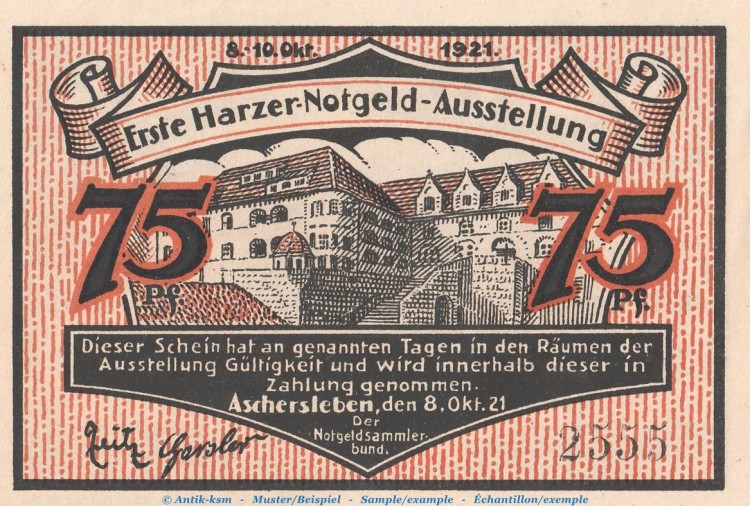 8.-10.Okt. 1921.
Erste Harzer-Notgeld-Ausstellung
75 75
Pf. Pf.
Dieser Schein hat an genannten Tagen in den Räumen der
Ausstellung Gültigkeit und wird innerhalb dieser in
Zahlung genommen.
Aschersleben, den 8. Okt. 21
Der
Notgeldsammler-
bund.
2555
© Antik-ksm - Muster/Beispiel - Sample/example - Échantillon/exemple